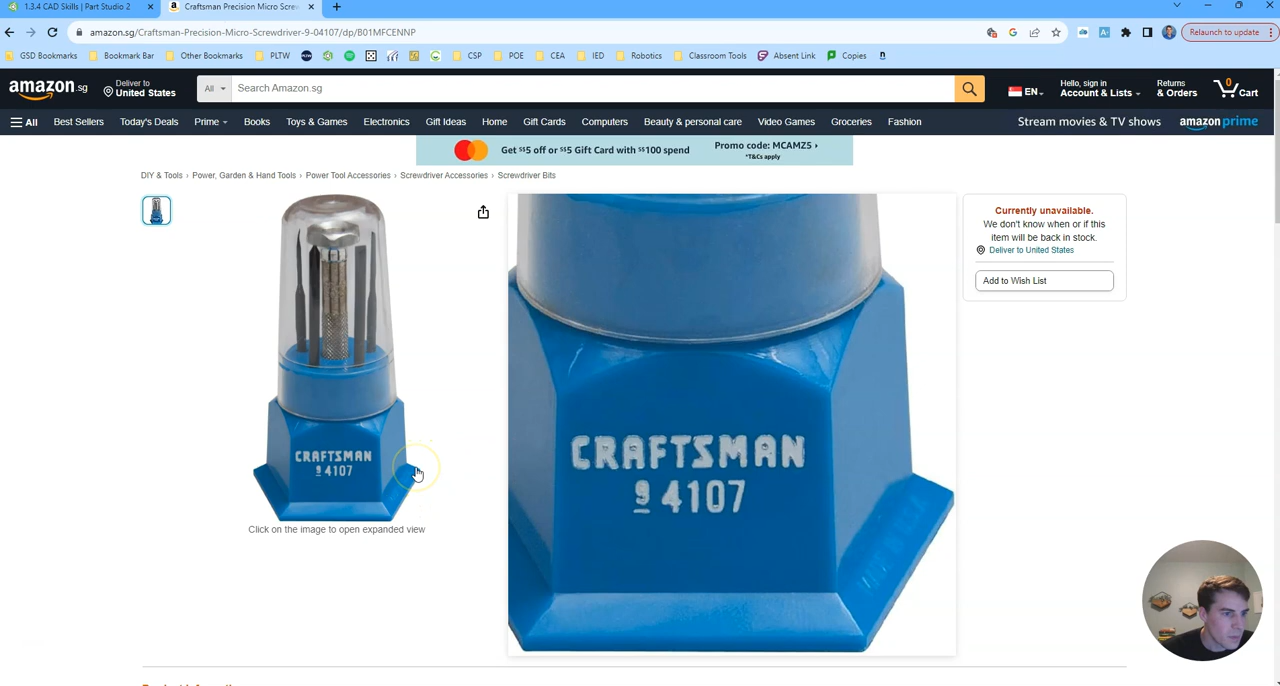 1.3.4 CAD Skills | Part Studio 2
Craftsman Precision Micro Screw
amazon.sg/Craftsman-Precision-Micro-Screwdriver-9-04107/dp/B01MFCENNP
Relaunch to update
GSD Bookmarks
Bookmark Bar
Other Bookmarks
PLTW
CSP
POE
CEA
IED
Robotics
Classroom Tools
Absent Link
Copies
amazon.sg
Deliver to
United States
All
Search Amazon.sg
EN
Hello, sign in
Account & Lists
Returns
& Orders
0
Cart
All
Best Sellers
Today's Deals
Prime
Books
Toys & Games
Electronics
Gift Ideas
Home
Gift Cards
Computers
Beauty & personal care
Video Games
Groceries
Fashion
Stream movies & TV shows
amazon prime
Get S$5 off or S$5 Gift Card with S$100 spend
Promo code: MCAMZ5 ›
*T&Cs apply
DIY & Tools › Power, Garden & Hand Tools › Power Tool Accessories › Screwdriver Accessories › Screwdriver Bits
CRAFTSMAN
9 4107
Click on the image to open expanded view
CRAFTSMAN
9 4107
Currently unavailable.
We don't know when or if this
item will be back in stock.
Deliver to United States
Add to Wish List